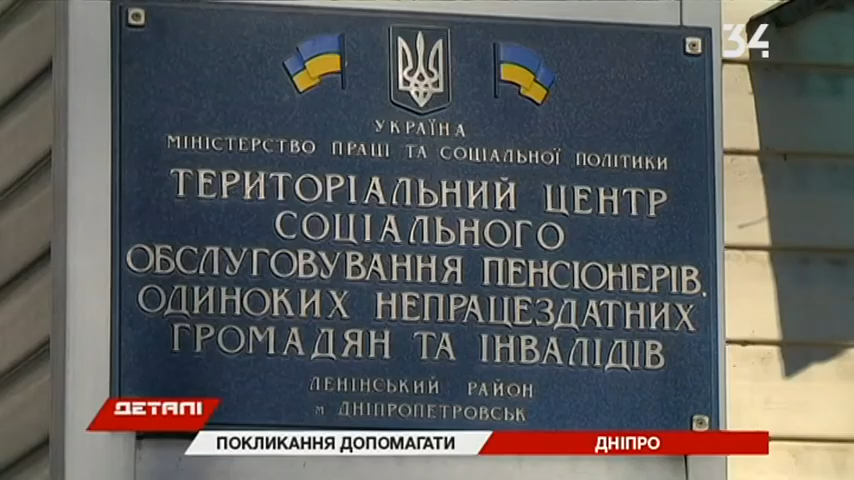 34
УКРАЇНА
МІНІСТЕРСТВО ПРАЦІ ТА СОЦІАЛЬНОЇ ПОЛІТИКИ
ТЕРИТОРІАЛЬНИЙ ЦЕНТР
СОЦІАЛЬНОГО
ОБСЛУГОВУВАННЯ ПЕНСІОНЕРІВ,
ОДИНОКИХ НЕПРАЦЕЗДАТНИХ
ГРОМАДЯН ТА ІНВАЛІДІВ
ЛЕНІНСЬКИЙ РАЙОН
м ДНІПРОПЕТРОВСЬК
ДЕТАЛІ
ПОКЛИКАННЯ ДОПОМАГАТИ
ДНІПРО